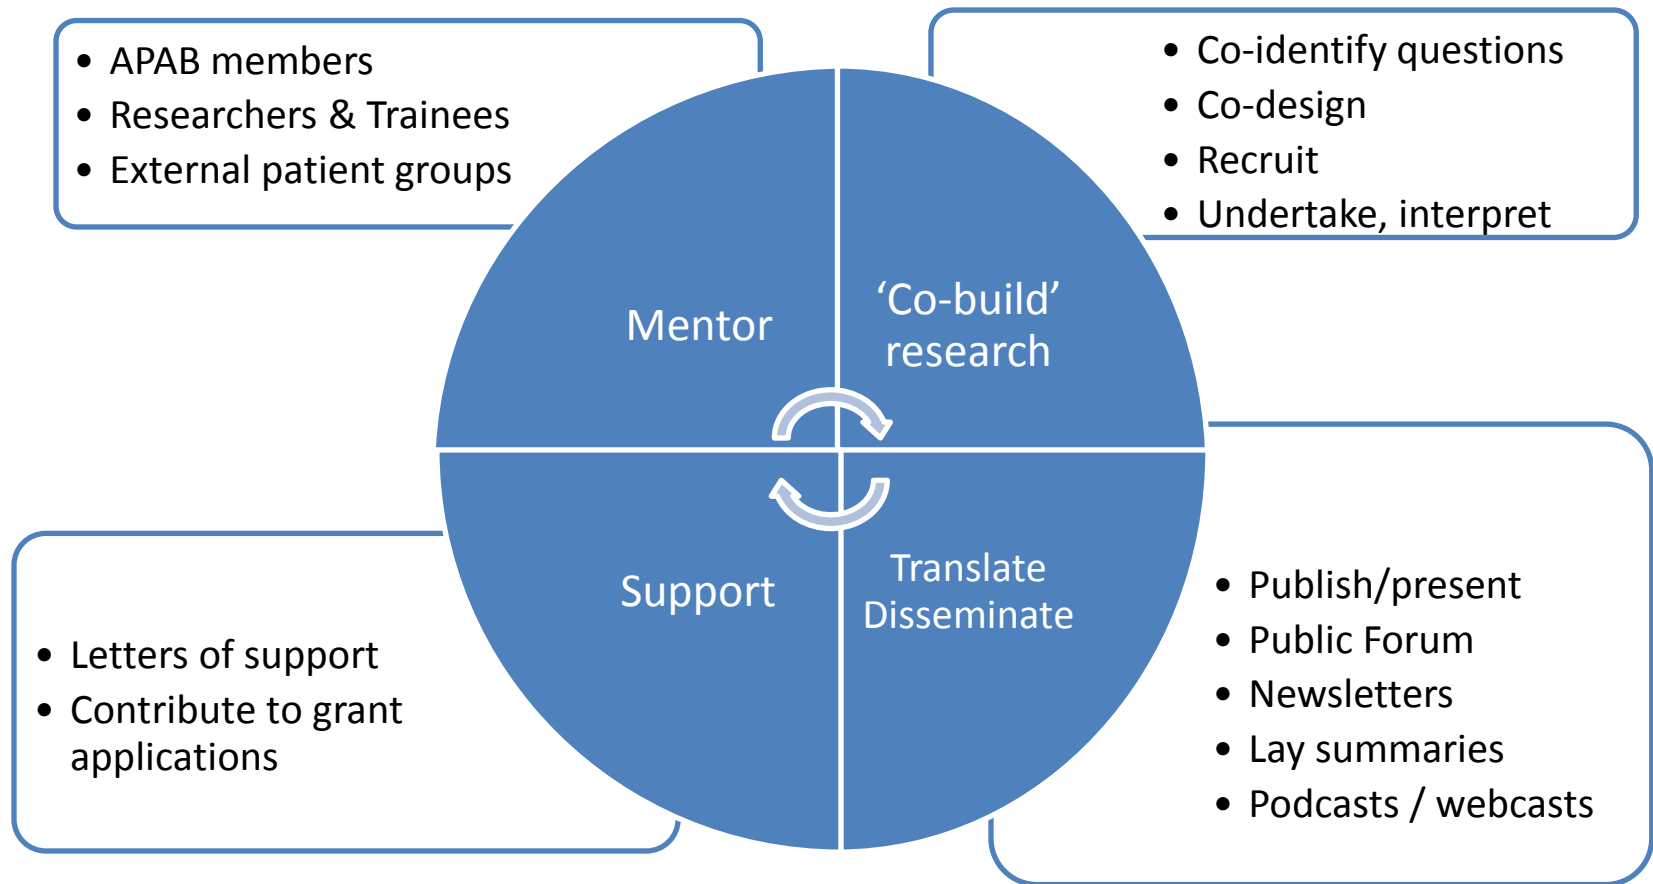 • APAB members
• Researchers & Trainees
• External patient groups
• Co-identify questions
• Co-design
• Recruit
• Undertake, interpret
Mentor
‘Co-build’
research
Support
Translate
Disseminate
• Letters of support
• Contribute to grant
applications
• Publish/present
• Public Forum
• Newsletters
• Lay summaries
• Podcasts / webcasts